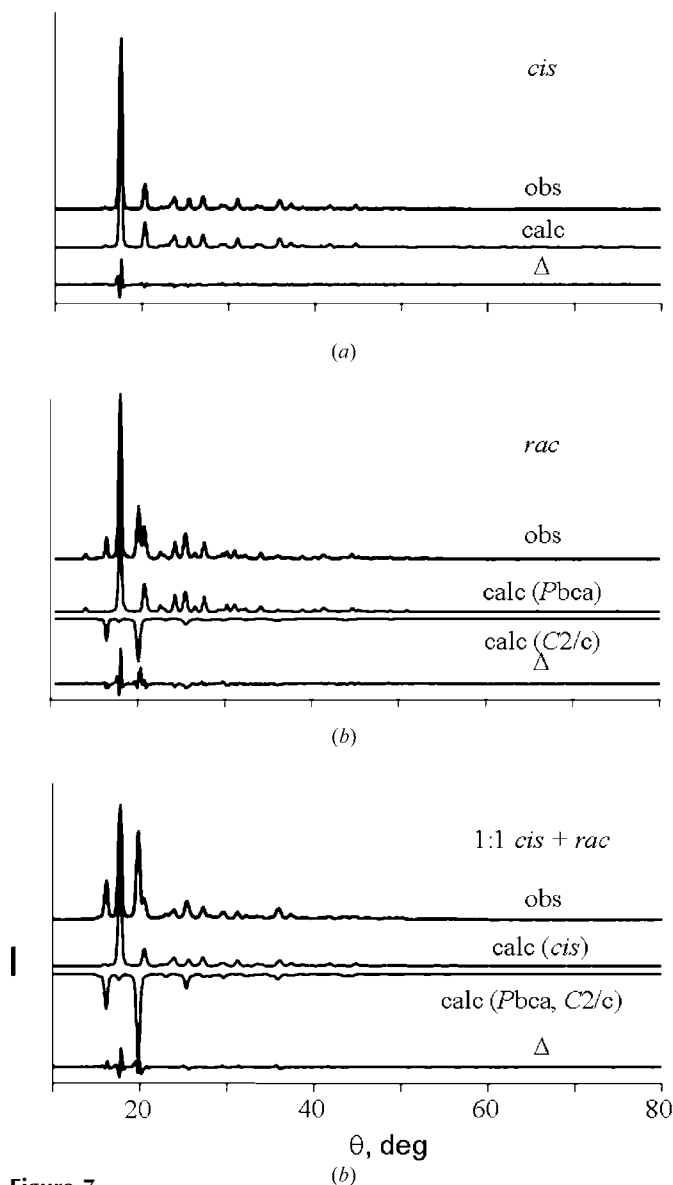 cis
obs
calc
Δ
(a)
rac
obs
calc (Pbca)
calc (C2/c)
Δ
(b)
1:1 cis + rac
obs
calc (cis)
I
calc (Pbca, C2/c)
Δ
20 40 60 80
θ, deg
Figure 7
(b)